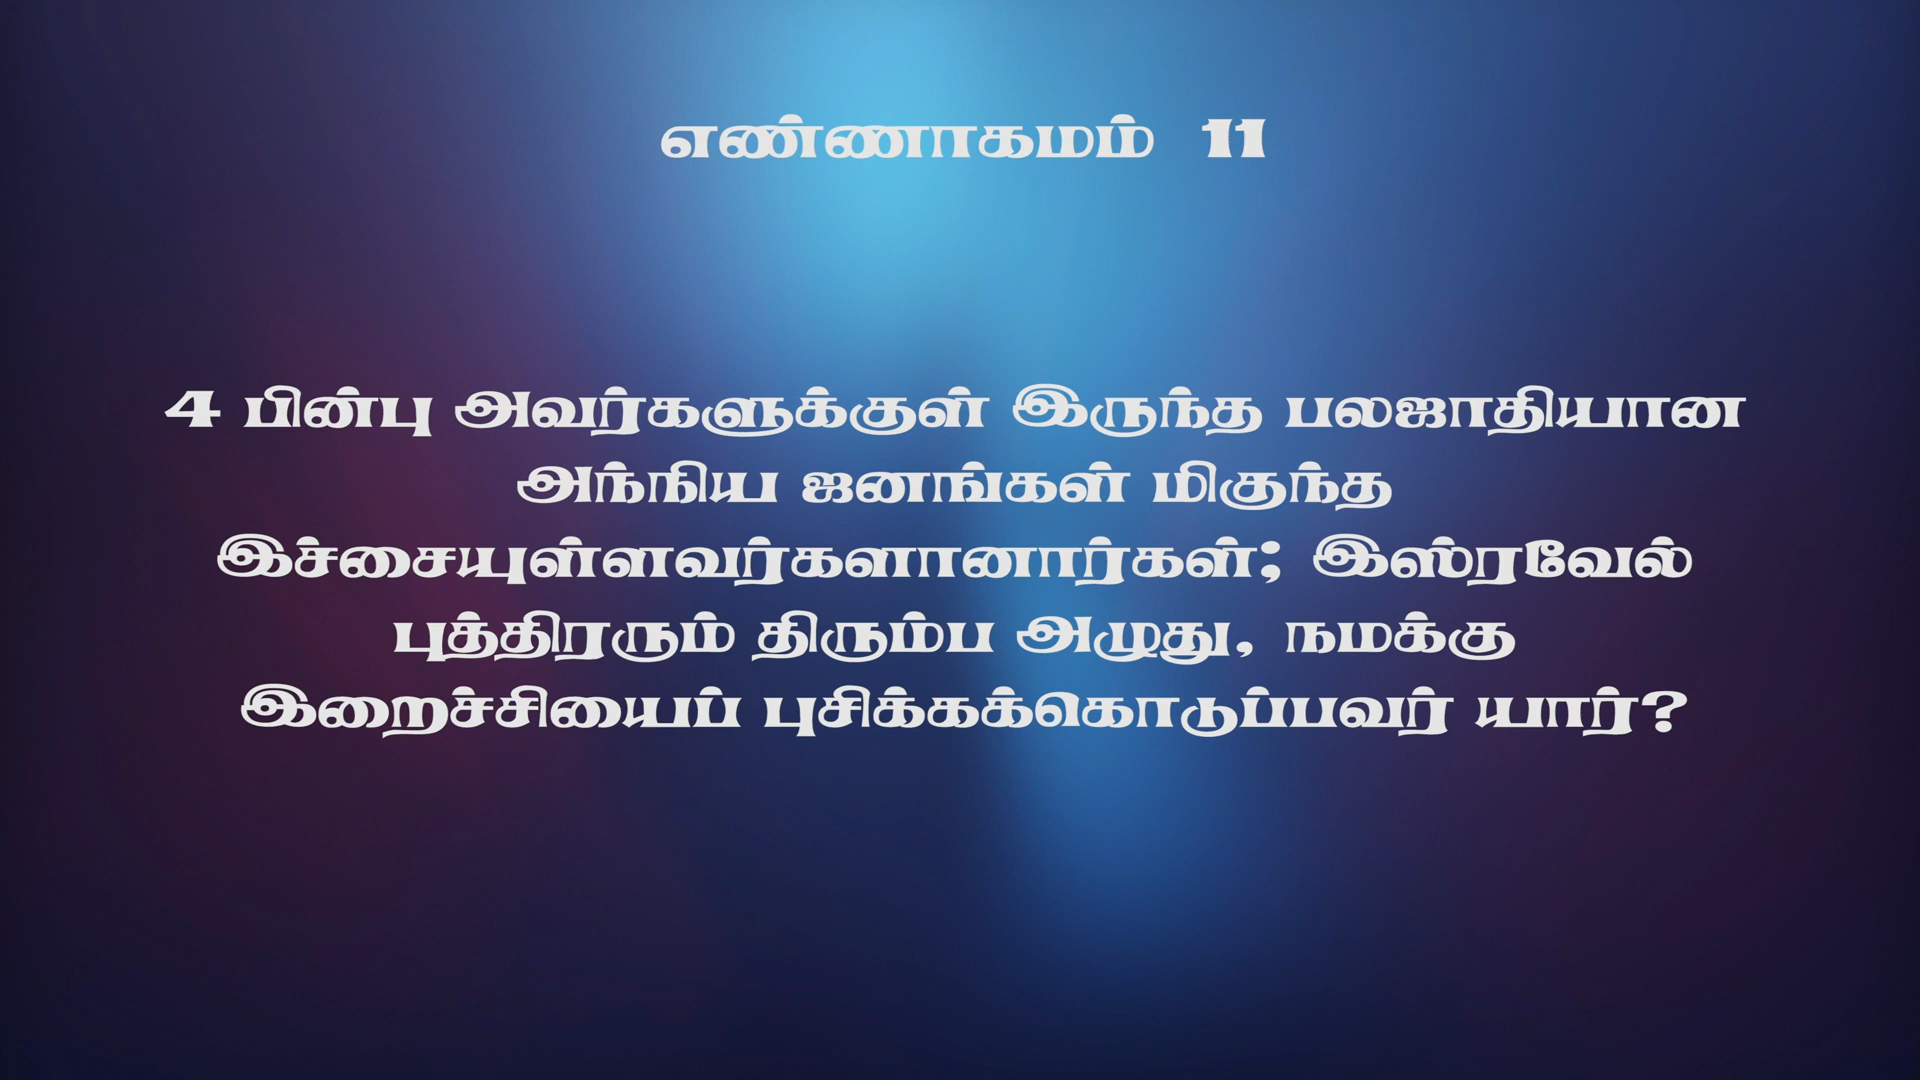 எண்ணாகமம் 11
4 பின்பு அவர்களுக்குள் இருந்த பலஜாதியான
அந்நிய ஜனங்கள் மிகுந்த
இச்சையுள்ளவர்களானார்கள்; இஸ்ரவேல்
புத்திரரும் திரும்ப அழுது, நமக்கு
இறைச்சியைப் புசிக்கக்கொடுப்பவர் யார்?